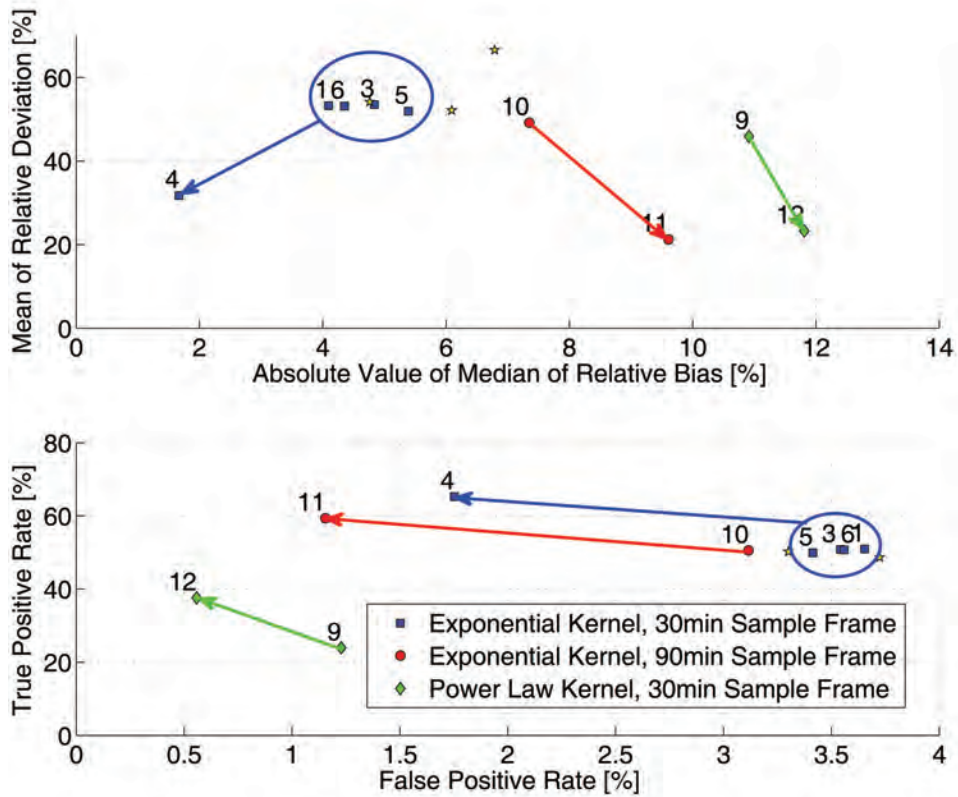 Mean of Relative Deviation [%]
60
40
20
0
16
3
5
10
9
4
11
12
0 2 4 6 8 10 12 14
Absolute Value of Median of Relative Bias [%]
True Positive Rate [%]
80
60
40
20
0
4
11
10
5 3 6 1
12
9
Exponential Kernel, 30min Sample Frame
Exponential Kernel, 90min Sample Frame
Power Law Kernel, 30min Sample Frame
0 0.5 1 1.5 2 2.5 3 3.5 4
False Positive Rate [%]